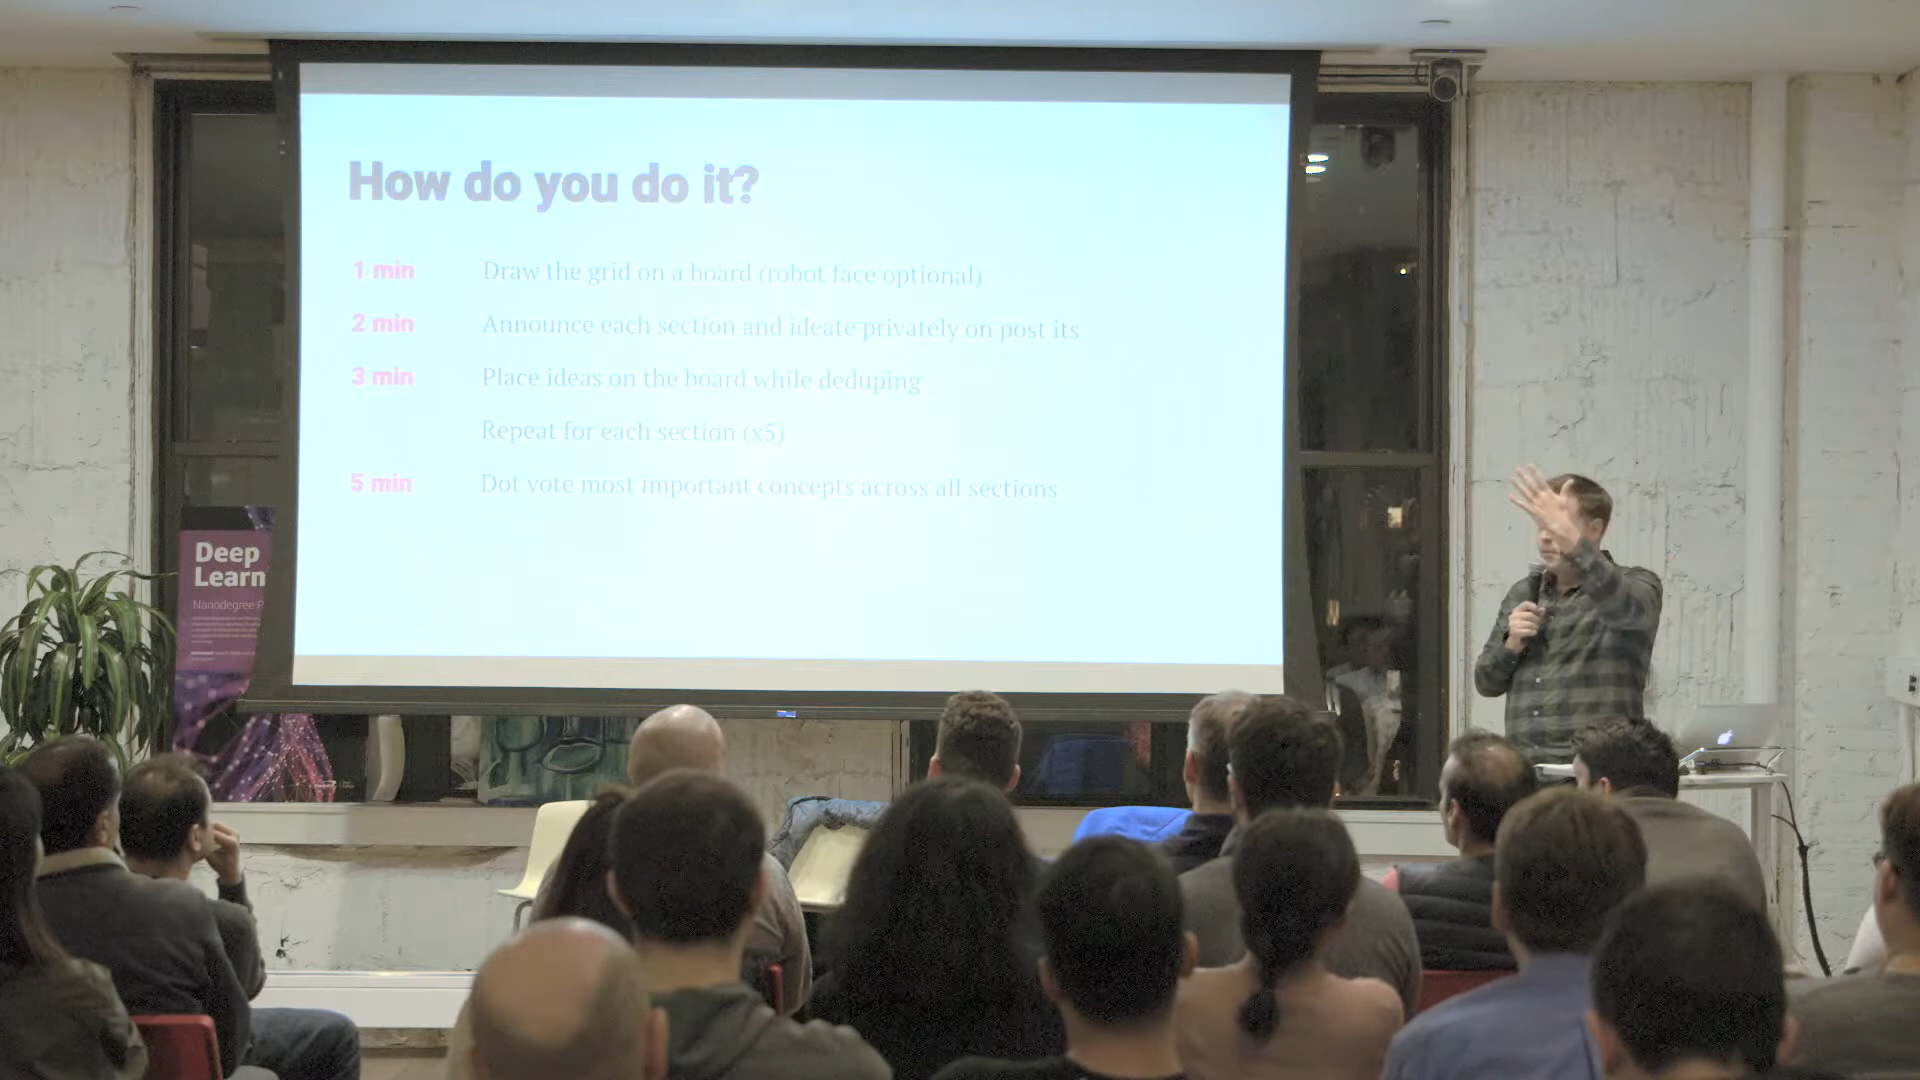 How do you do it?
1 min Draw the grid on a board (robot face optional)
2 min Announce each section and ideate privately on post its
3 min Place ideas on the board while deduping
Repeat for each section (x5)
5 min Dot vote most important concepts across all sections
Deep
Learn
Nanodegree P